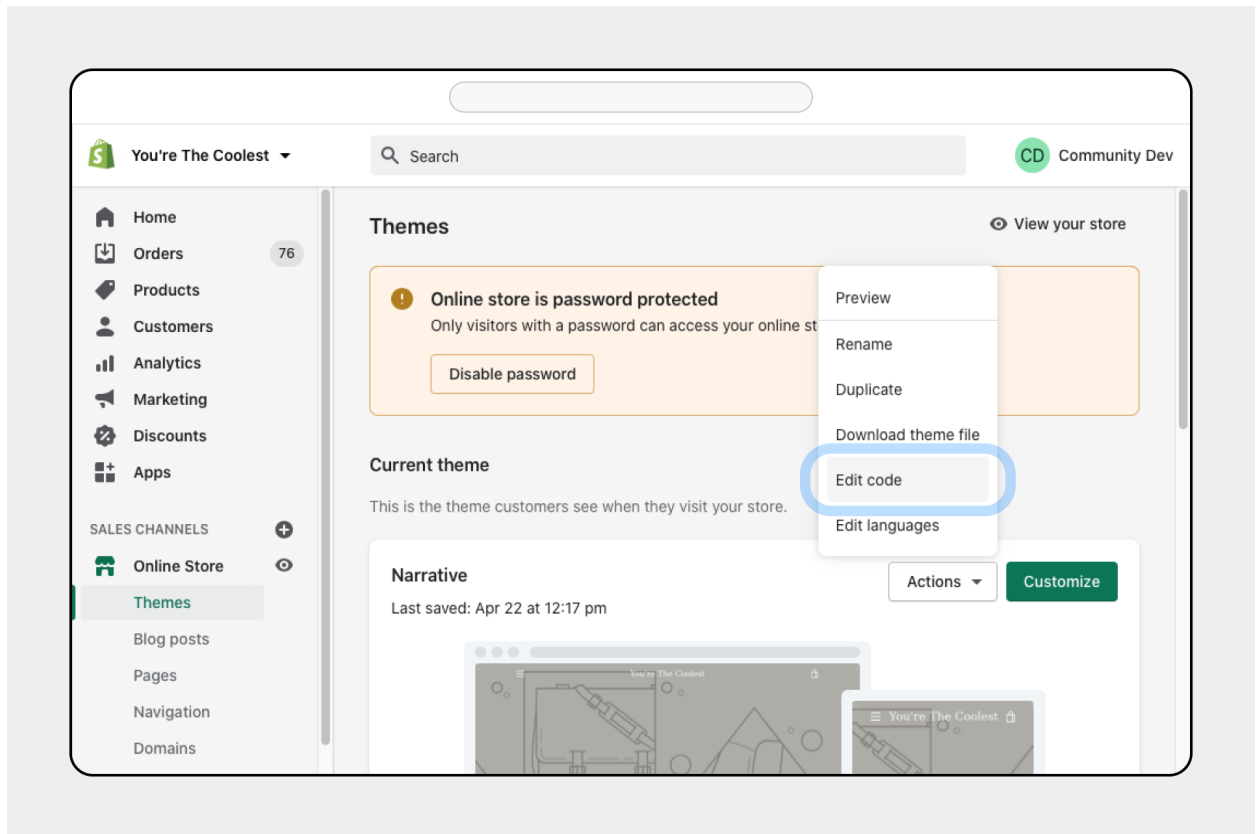 You're The Coolest
Search
CD
Community Dev
Home
Orders
76
Products
Customers
Analytics
Marketing
Discounts
Apps
SALES CHANNELS
Online Store
Themes
Blog posts
Pages
Navigation
Domains
Themes
View your store
Online store is password protected
Only visitors with a password can access your online st
Disable password
Preview
Rename
Duplicate
Download theme file
Edit code
Edit languages
Current theme
This is the theme customers see when they visit your store.
Narrative
Last saved: Apr 22 at 12:17 pm
Actions
Customize
You're The Coolest
You're The Coolest